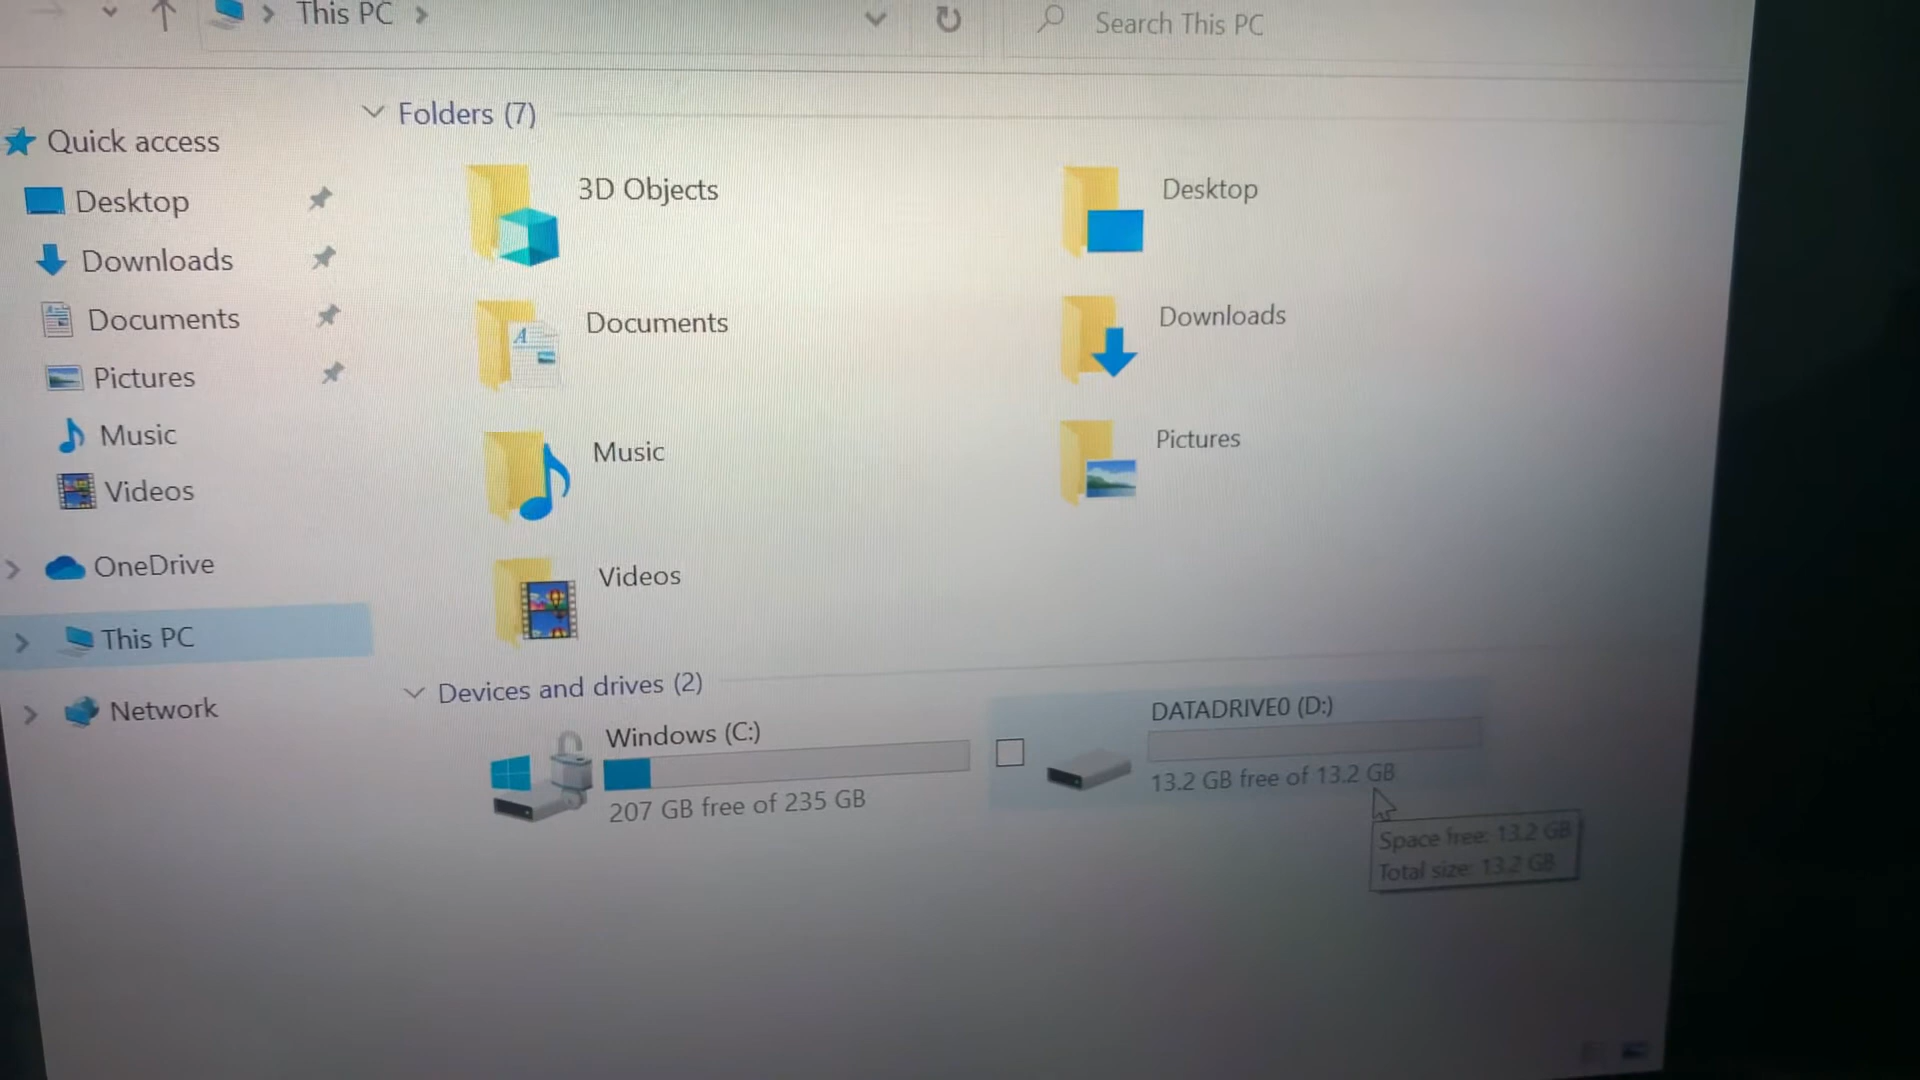 This PC
Search This PC
Quick access
Desktop
Downloads
Documents
Pictures
Music
Videos
OneDrive
This PC
Network
Folders (7)
3D Objects
Desktop
Documents
Downloads
Music
Pictures
Videos
Devices and drives (2)
Windows (C:)
207 GB free of 235 GB
DATADRIVE0 (D:)
13.2 GB free of 13.2 GB
Space free: 13.2 GB
Total size: 13.2 GB